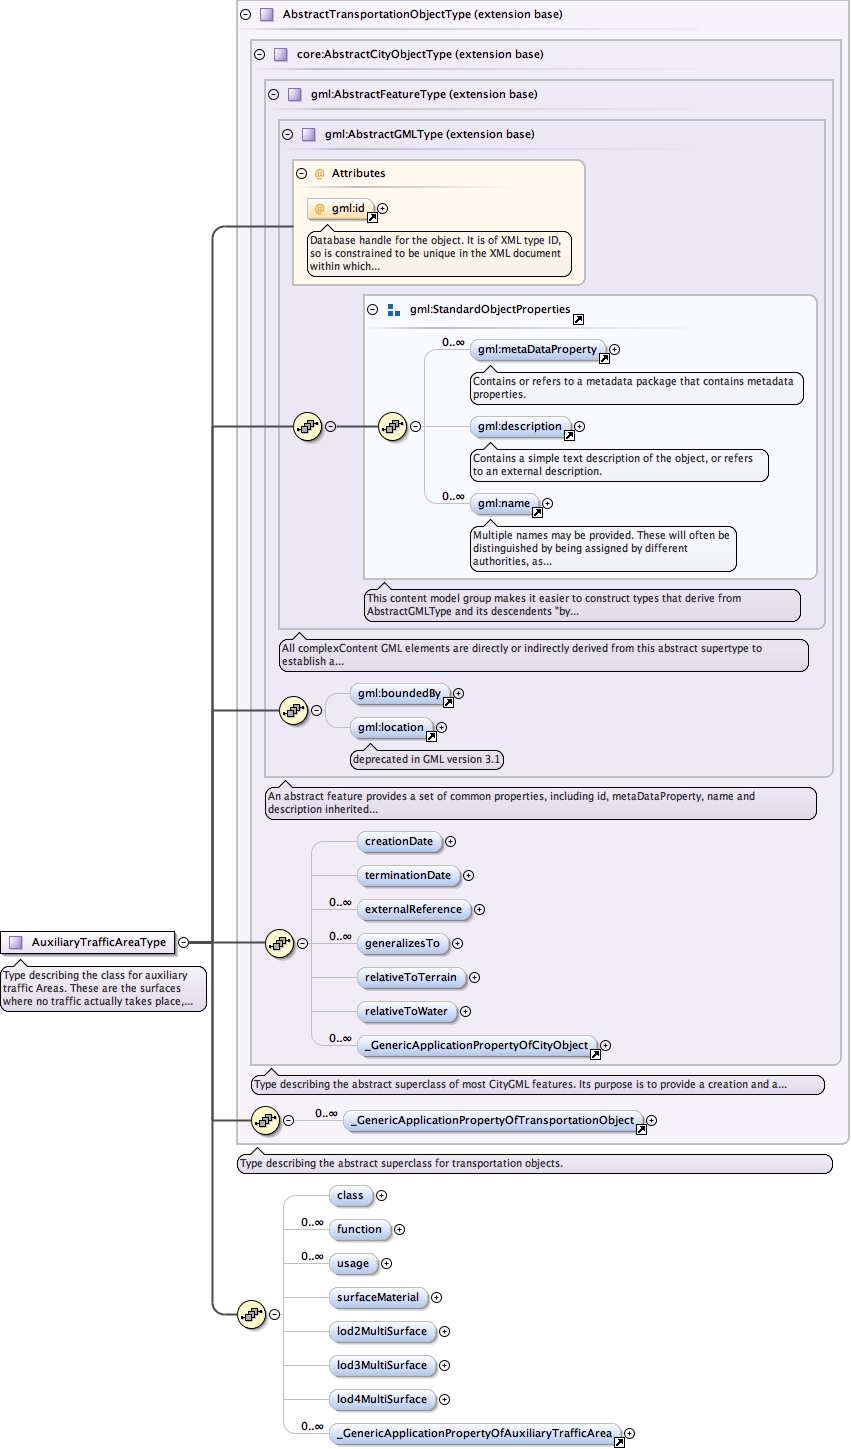 AbstractTransportationObjectType (extension base)
core:AbstractCityObjectType (extension base)
gml:AbstractFeatureType (extension base)
gml:AbstractGMLType (extension base)
@ Attributes
@ gml:id
Database handle for the object. It is of XML type ID,
so is constrained to be unique in the XML document
within which...
gml:StandardObjectProperties
0..∞
gml:metaDataProperty
Contains or refers to a metadata package that contains metadata
properties.
gml:description
Contains a simple text description of the object, or refers
to an external description.
0..∞
gml:name
Multiple names may be provided. These will often be
distinguished by being assigned by different
authorities, as...
This content model group makes it easier to construct types that derive from
AbstractGMLType and its descendents "by...
All complexContent GML elements are directly or indirectly derived from this abstract supertype to
establish a...
gml:boundedBy
gml:location
deprecated in GML version 3.1
An abstract feature provides a set of common properties, including id, metaDataProperty, name and
description inherited...
creationDate
terminationDate
0..∞
externalReference
0..∞
generalizesTo
relativeToTerrain
relativeToWater
0..∞
_GenericApplicationPropertyOfCityObject
AuxiliaryTrafficAreaType
Type describing the class for auxiliary
traffic Areas. These are the surfaces
where no traffic actually takes place,...
Type describing the abstract superclass of most CityGML features. Its purpose is to provide a creation and a...
0..∞
_GenericApplicationPropertyOfTransportationObject
Type describing the abstract superclass for transportation objects.
class
0..∞
function
0..∞
usage
surfaceMaterial
lod2MultiSurface
lod3MultiSurface
lod4MultiSurface
0..∞
_GenericApplicationPropertyOfAuxiliaryTrafficArea